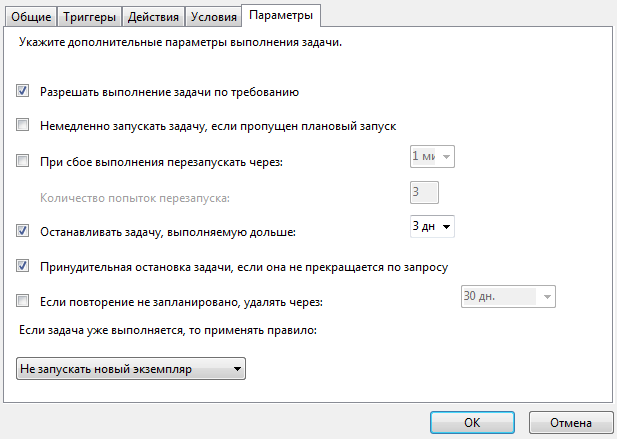 Общие Триггеры Действия Условия Параметры
Укажите дополнительные параметры выполнения задачи.
Разрешать выполнение задачи по требованию
Немедленно запускать задачу, если пропущен плановый запуск
При сбое выполнения перезапускать через: 1 ми
Количество попыток перезапуска: 3
Останавливать задачу, выполняемую дольше: 3 дн
Принудительная остановка задачи, если она не прекращается по запросу
Если повторение не запланировано, удалять через: 30 дн.
Если задача уже выполняется, то применять правило:
Не запускать новый экземпляр
ОК Отмена